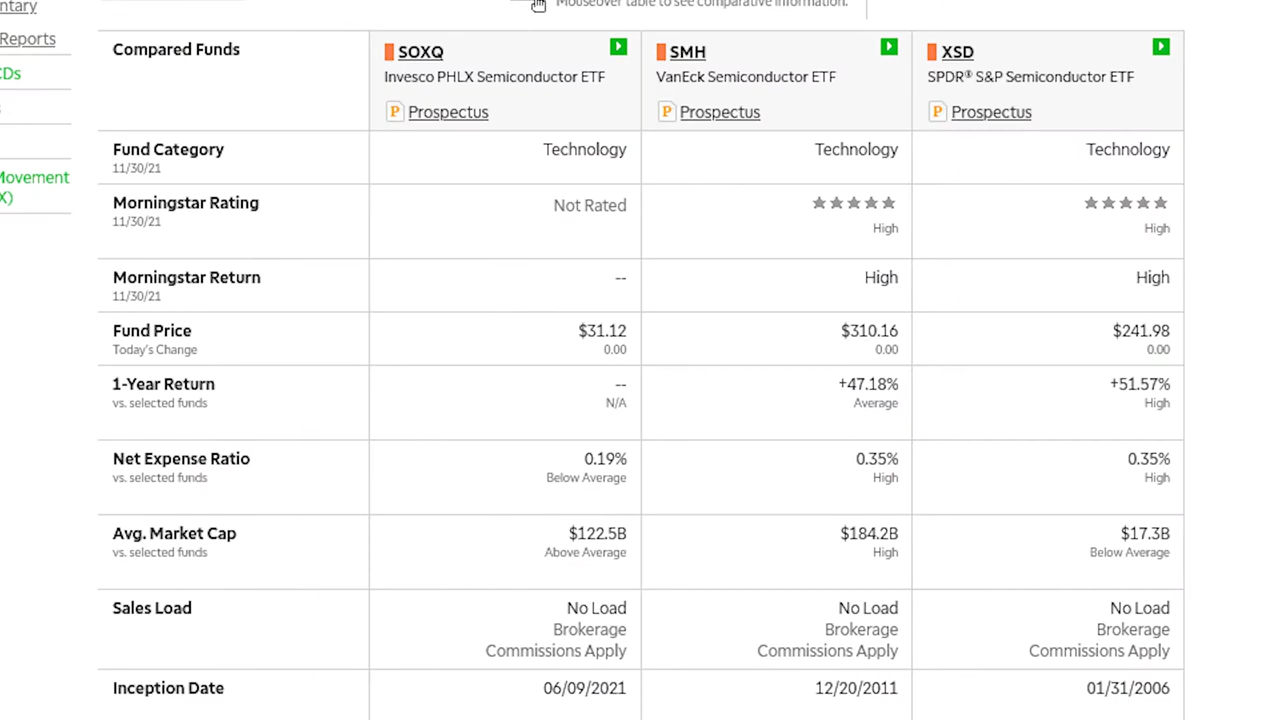 ntary
Mouseover table to see comparative information.
Reports
CDs
Movement
X)
Compared Funds
SOXQ
Invesco PHLX Semiconductor ETF
P Prospectus
SMH
VanEck Semiconductor ETF
P Prospectus
XSD
SPDR® S&P Semiconductor ETF
P Prospectus
Fund Category
11/30/21
Technology
Technology
Technology
Morningstar Rating
11/30/21
Not Rated
★★★★★
High
★★★★★
High
Morningstar Return
11/30/21
--
High
High
Fund Price
Today's Change
$31.12
0.00
$310.16
0.00
$241.98
0.00
1-Year Return
vs. selected funds
--
N/A
+47.18%
Average
+51.57%
High
Net Expense Ratio
vs. selected funds
0.19%
Below Average
0.35%
High
0.35%
High
Avg. Market Cap
vs. selected funds
$122.5B
Above Average
$184.2B
High
$17.3B
Below Average
Sales Load
No Load
Brokerage
Commissions Apply
No Load
Brokerage
Commissions Apply
No Load
Brokerage
Commissions Apply
Inception Date
06/09/2021
12/20/2011
01/31/2006